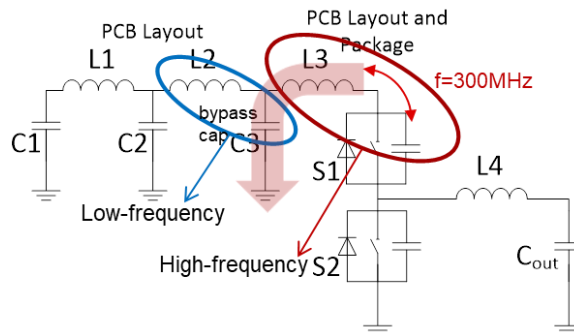 PCB Layout
PCB Layout and
Package
L1
L2
L3
f=300MHz
bypass
cap
C1
C2
C3
S1
L4
Low-frequency
High-frequency
S2
Cout